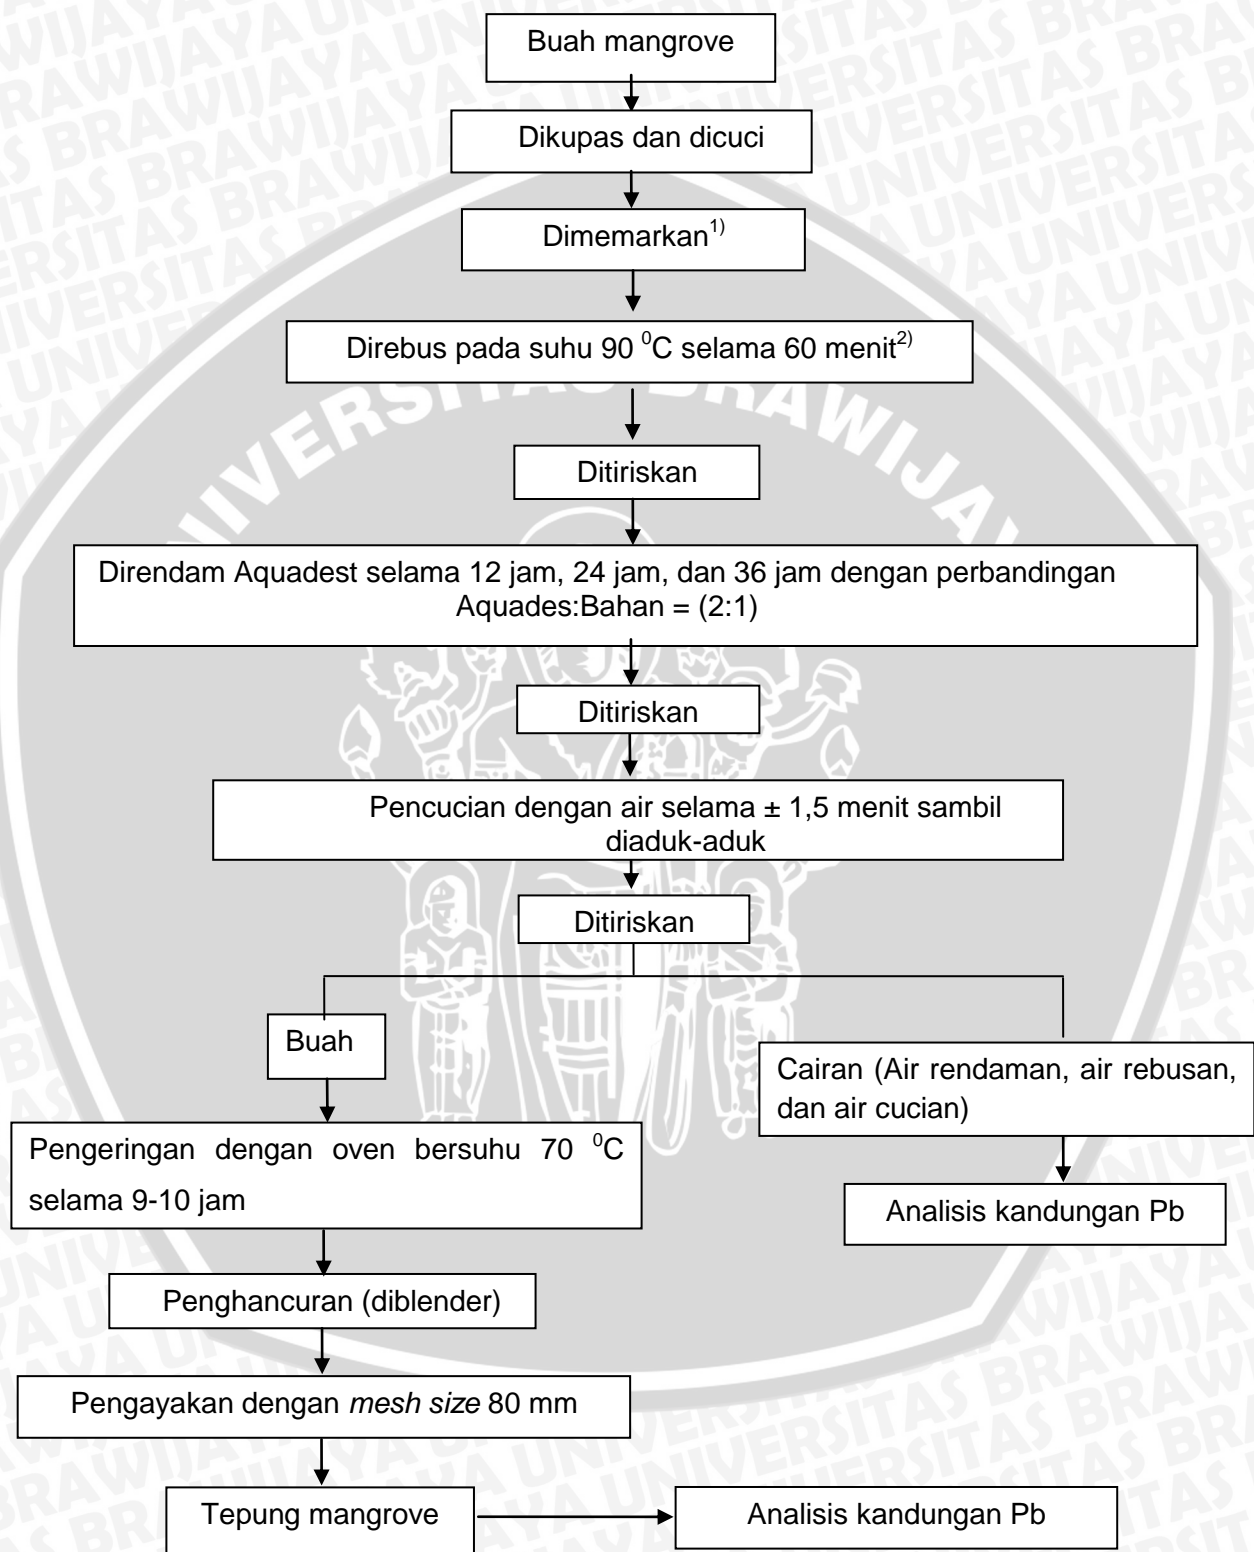 Buah mangrove
Dikupas dan dicuci
Dimemarkan1)
Direbus pada suhu 90 0C selama 60 menit2)
Ditiriskan
Direndam Aquadest selama 12 jam, 24 jam, dan 36 jam dengan perbandingan
Aquades:Bahan = (2:1)
Ditiriskan
Pencucian dengan air selama ± 1,5 menit sambil
diaduk-aduk
Ditiriskan
Buah
Cairan (Air rendaman, air rebusan,
dan air cucian)
Pengeringan dengan oven bersuhu 70 0C
selama 9-10 jam
Analisis kandungan Pb
Penghancuran (diblender)
Pengayakan dengan mesh size 80 mm
Tepung mangrove
Analisis kandungan Pb
UNIVERSITAS BRAWIJAYA